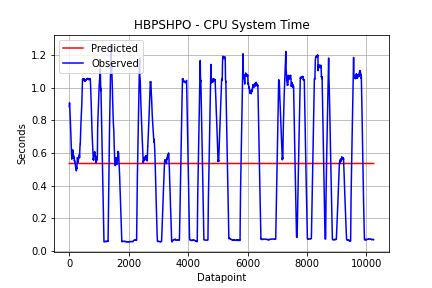 HBPSHPO - CPU System Time
Predicted
Observed
1.2
1.0
0.8
0.6
0.4
0.2
0.0
Seconds
0 2000 4000 6000 8000 10000
Datapoint